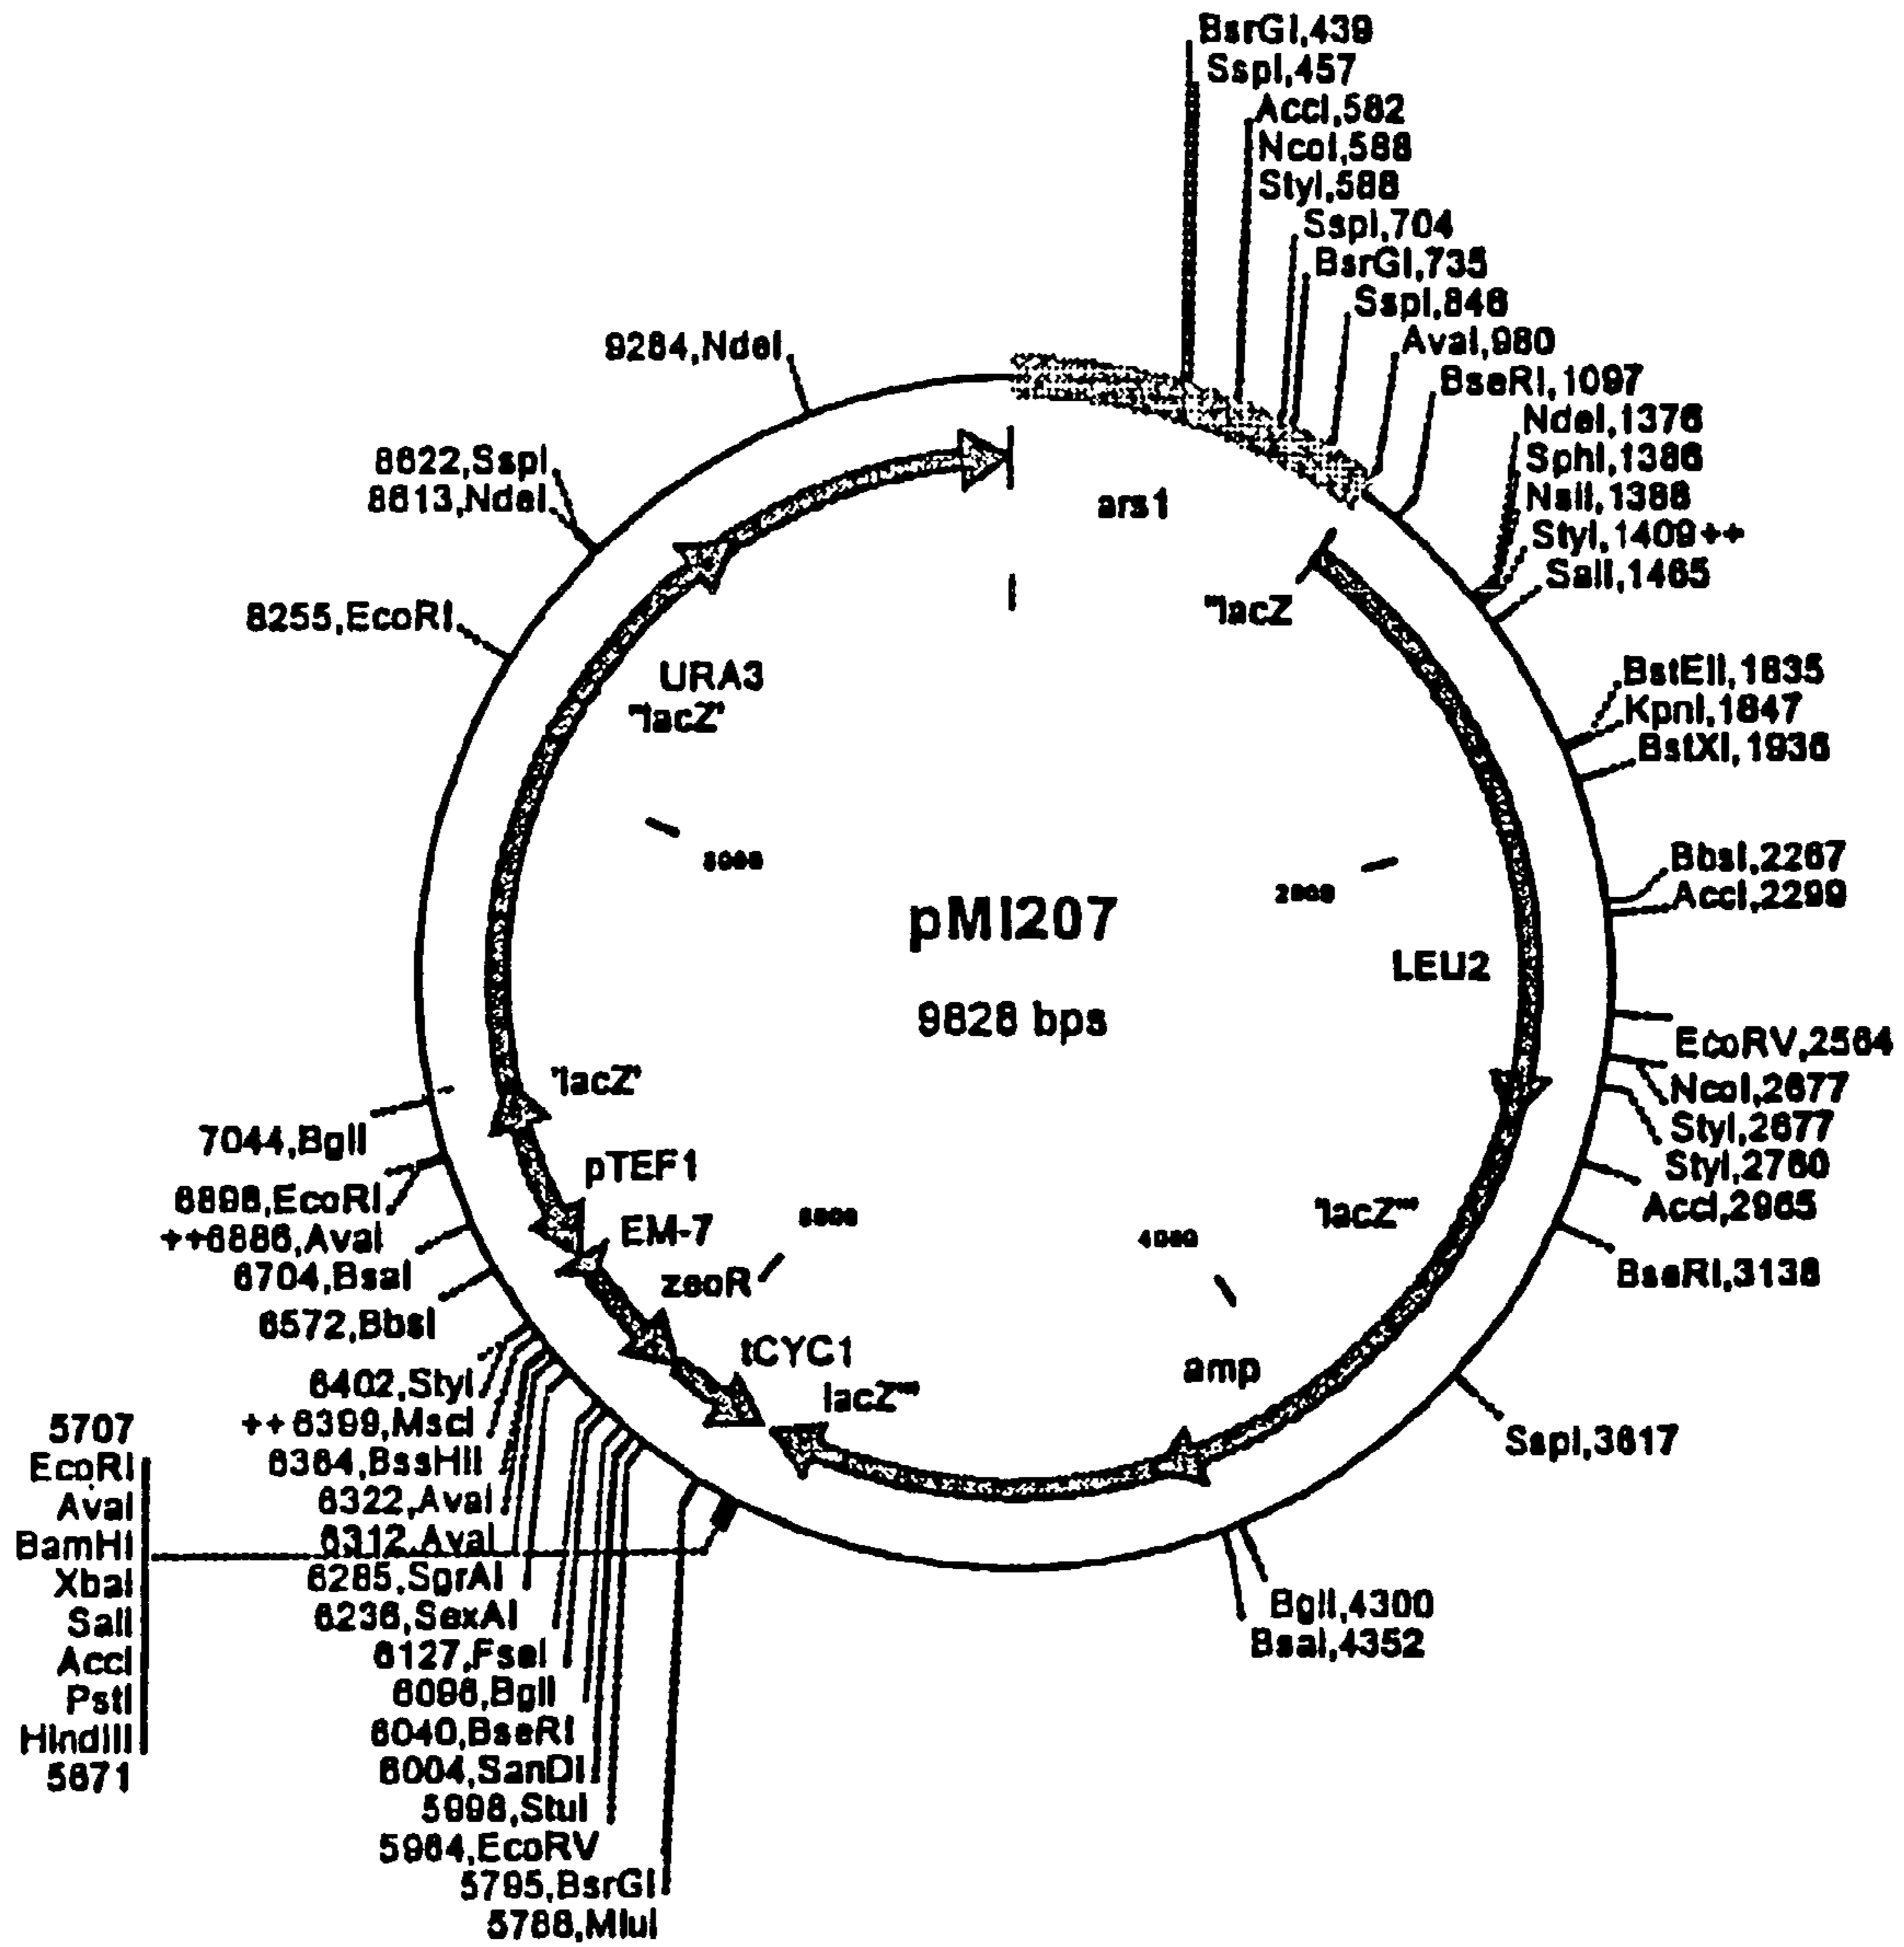 BsrGI,439
SspI,457
AccI,582
NcoI,588
StyI,588
SspI,704
BsrGI,735
SspI,846
AvaI,980
BseRI,1097
NdeI,1376
SphI,1386
NsiI,1388
StyI,1409++
SalI,1465
BstEII,1835
KpnI,1847
BstXI,1936
BbsI,2267
AccI,2299
EcoRV,2564
NcoI,2677
StyI,2677
StyI,2760
AccI,2965
BseRI,3138
SspI,3617
BglI,4300
BsaI,4352
9284,NdeI
8622,SspI
8613,NdeI
8255,EcoRI
7044,BglI
6898,EcoRI
++6886,AvaI
6704,BsaI
6572,BbsI
6402,StyI
++6399,MscI
6364,BssHII
6322,AvaI
6312,AvaI
6285,SgrAI
6236,SexAI
6127,FseI
6096,BglI
6040,BseRI
6004,SanDI
5998,StuI
5964,EcoRV
5795,BsrGI
5788,MluI
5707
EcoRI
AvaI
BamHI
XbaI
SalI
AccI
PstI
HindIII
5671
ars1
"lacZ
URA3
"lacZ'
8000
2000
pMI207
9828 bps
LEU2
'lacZ'
pTEF1
EM-7
zeoR
6000
4000
'lacZ"'
tCYC1
lacZ"'
amp